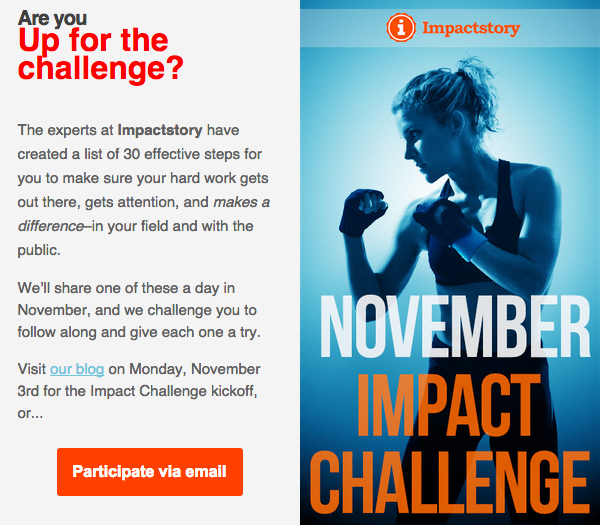 Are you
Up for the
challenge?
The experts at Impactstory have
created a list of 30 effective steps for
you to make sure your hard work gets
out there, gets attention, and makes a
difference–in your field and with the
public.
We'll share one of these a day in
November, and we challenge you to
follow along and give each one a try.
Visit our blog on Monday, November
3rd for the Impact Challenge kickoff,
or...
Participate via email
i Impactstory
NOVEMBER
IMPACT
CHALLENGE